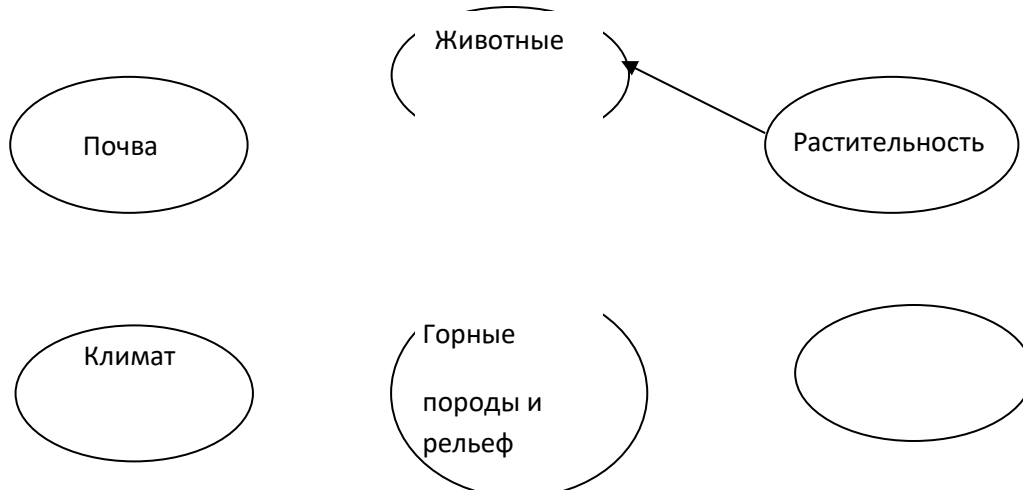 Животные
Почва
Растительность
Климат
Горные
породы и
рельеф